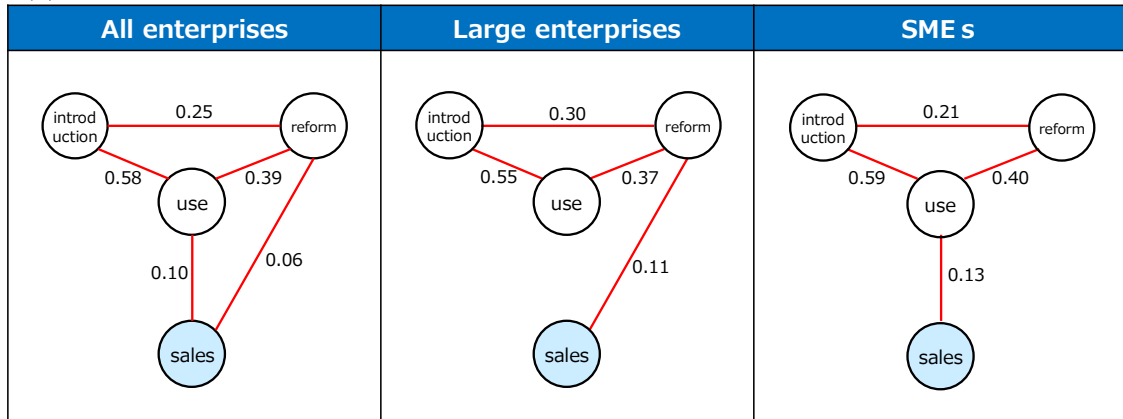 All enterprises
Large enterprises
SME s
introd
uction
0.25
reform
0.58
0.39
use
0.10
0.06
sales
introd
uction
0.30
reform
0.55
0.37
use
0.11
sales
introd
uction
0.21
reform
0.59
0.40
use
0.13
sales